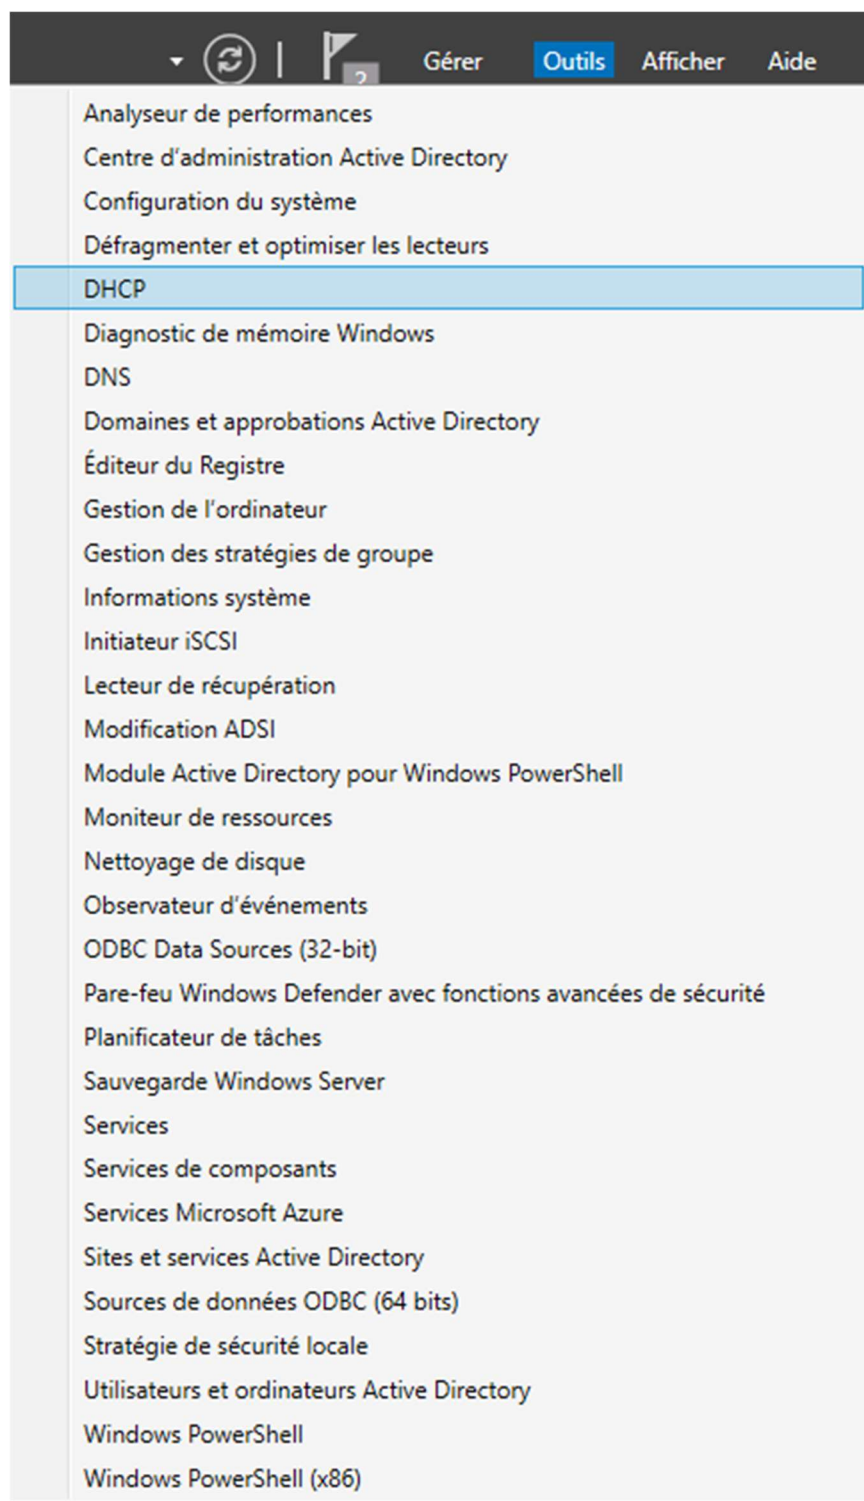 Gérer Outils Afficher Aide
2
Analyseur de performances
Centre d'administration Active Directory
Configuration du système
Défragmenter et optimiser les lecteurs
DHCP
Diagnostic de mémoire Windows
DNS
Domaines et approbations Active Directory
Éditeur du Registre
Gestion de l'ordinateur
Gestion des stratégies de groupe
Informations système
Initiateur iSCSI
Lecteur de récupération
Modification ADSI
Module Active Directory pour Windows PowerShell
Moniteur de ressources
Nettoyage de disque
Observateur d'événements
ODBC Data Sources (32-bit)
Pare-feu Windows Defender avec fonctions avancées de sécurité
Planificateur de tâches
Sauvegarde Windows Server
Services
Services de composants
Services Microsoft Azure
Sites et services Active Directory
Sources de données ODBC (64 bits)
Stratégie de sécurité locale
Utilisateurs et ordinateurs Active Directory
Windows PowerShell
Windows PowerShell (x86)